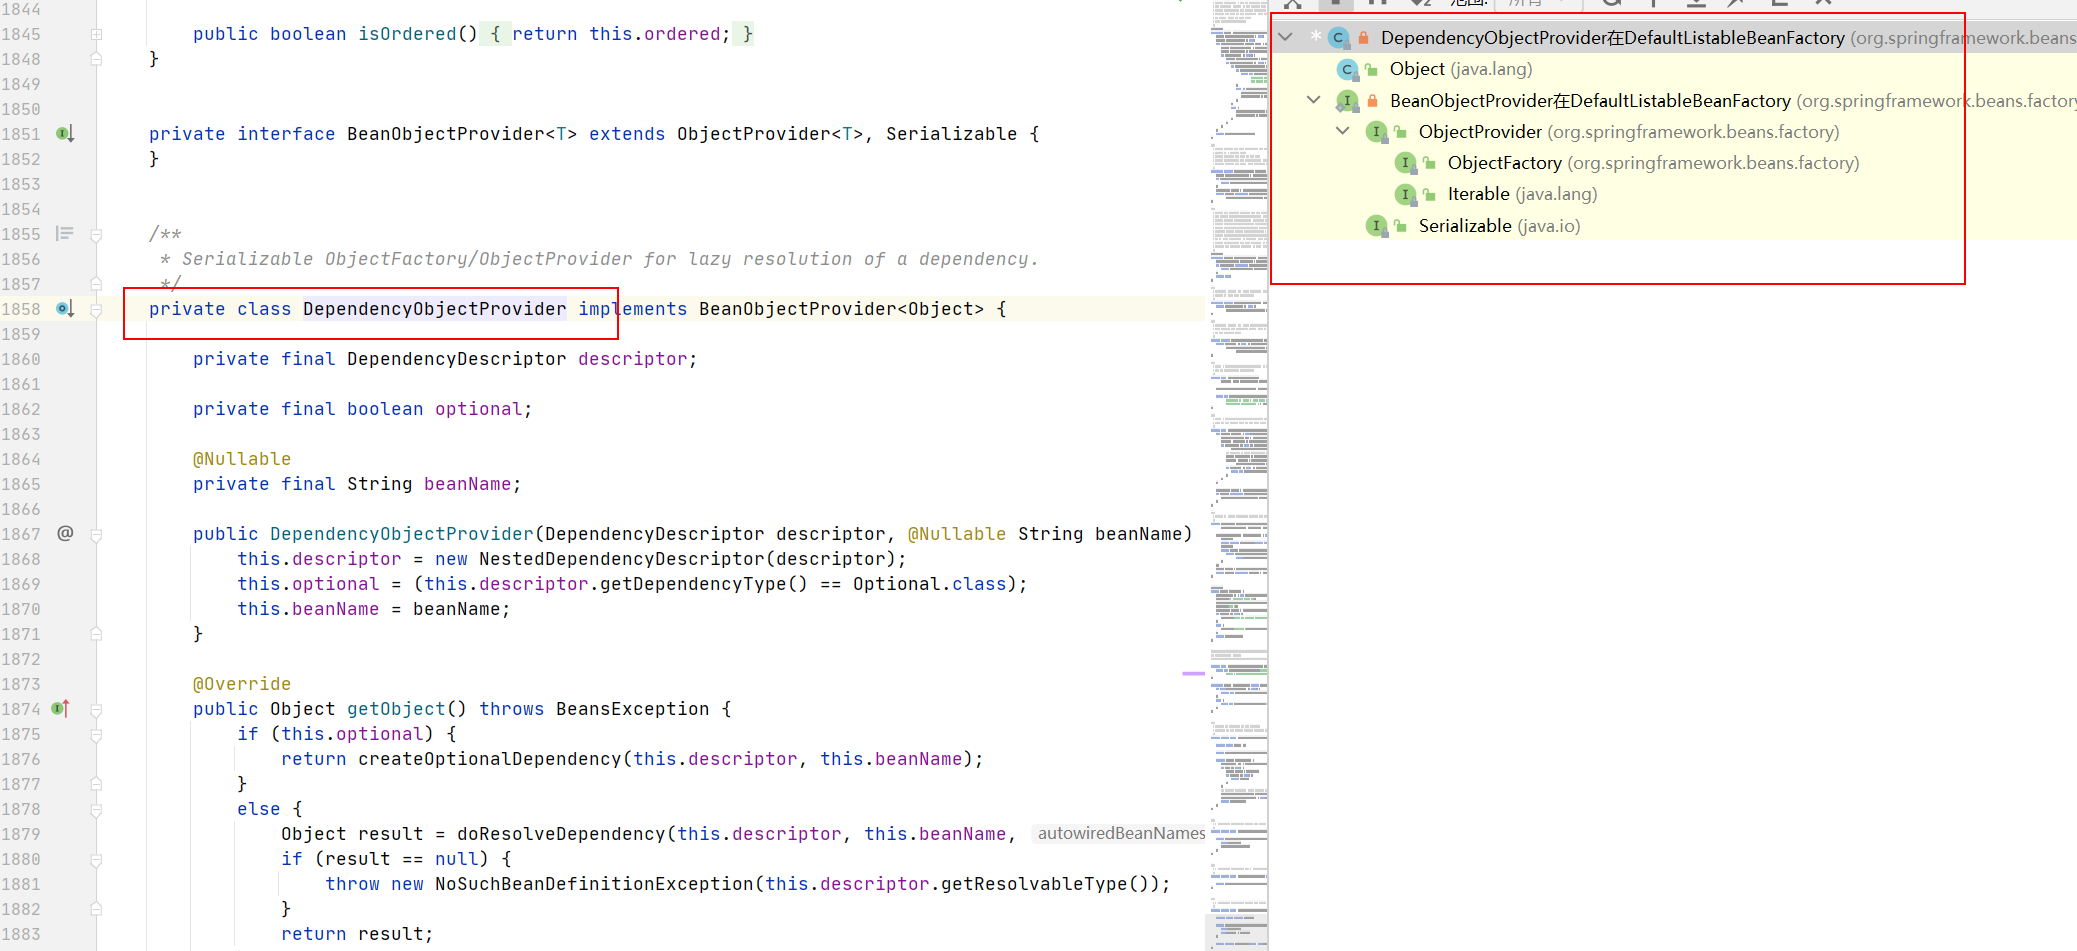 1844
1845 public boolean isOrdered() { return this.ordered; }
1848 }
1849
1850
1851 private interface BeanObjectProvider<T> extends ObjectProvider<T>, Serializable {
1852 }
1853
1854
1855 /**
1856 * Serializable ObjectFactory/ObjectProvider for lazy resolution of a dependency.
1857 */
1858 private class DependencyObjectProvider implements BeanObjectProvider<Object> {
1859
1860 private final DependencyDescriptor descriptor;
1861
1862 private final boolean optional;
1863
1864 @Nullable
1865 private final String beanName;
1866
1867 public DependencyObjectProvider(DependencyDescriptor descriptor, @Nullable String beanName)
1868 this.descriptor = new NestedDependencyDescriptor(descriptor);
1869 this.optional = (this.descriptor.getDependencyType() == Optional.class);
1870 this.beanName = beanName;
1871 }
1872
1873 @Override
1874 public Object getObject() throws BeansException {
1875 if (this.optional) {
1876 return createOptionalDependency(this.descriptor, this.beanName);
1877 }
1878 else {
1879 Object result = doResolveDependency(this.descriptor, this.beanName, autowiredBeanNames
1880 if (result == null) {
1881 throw new NoSuchBeanDefinitionException(this.descriptor.getResolvableType());
1882 }
1883 return result;
DependencyObjectProvider在DefaultListableBeanFactory (org.springframework.beans
Object (java.lang)
BeanObjectProvider在DefaultListableBeanFactory (org.springframework.beans.factory
ObjectProvider (org.springframework.beans.factory)
ObjectFactory (org.springframework.beans.factory)
Iterable (java.lang)
Serializable (java.io)